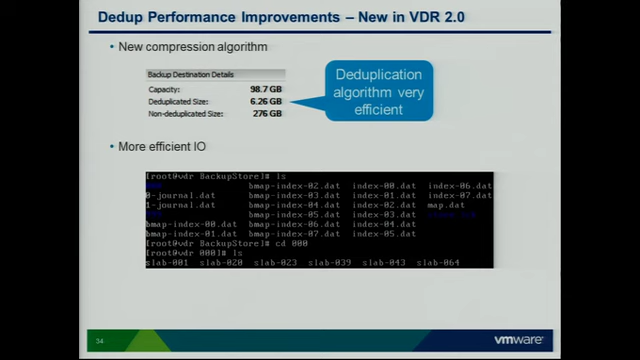 Dedup Performance Improvements – New in VDR 2.0
• New compression algorithm
Backup Destination Details
Capacity: 98.7 GB
Deduplicated Size: 6.26 GB
Non-deduplicated Size: 276 GB
Deduplication
algorithm very
efficient
• More efficient IO
[root@vdr BackupStore]# ls
bmap-index-02.dat index-00.dat index-06.dat
0-journal.dat bmap-index-03.dat index-01.dat index-07.dat
1-journal.dat bmap-index-04.dat index-02.dat map.dat
bmap-index-05.dat index-03.dat
bmap-index-00.dat bmap-index-06.dat index-04.dat
bmap-index-01.dat bmap-index-07.dat index-05.dat
[root@vdr BackupStore]# cd 000
[root@vdr 000]# ls
slab-001 slab-020 slab-023 slab-039 slab-043 slab-064
34
vmware